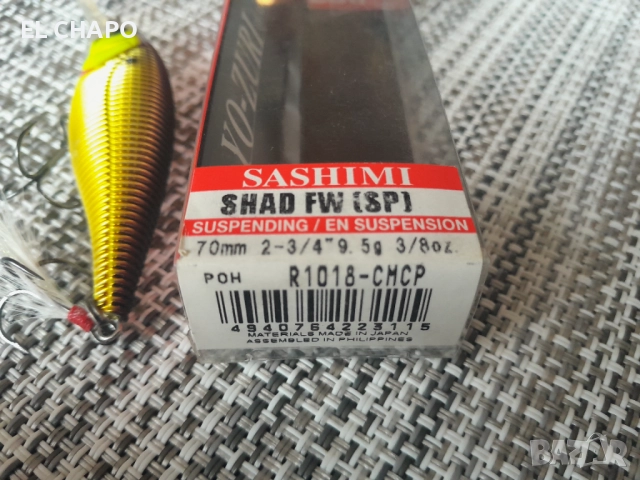 EL CHAPO
YO-ZURI
SASHIMI
SHAD FW (SP)
SUSPENDING / EN SUSPENSION
70mm 2-3/4" 9.5g 3/8oz.
POH R1018-CMCP
4940764223115
MATERIALS MADE IN JAPAN
ASSEMBLED IN PHILIPPINES
BAZAR